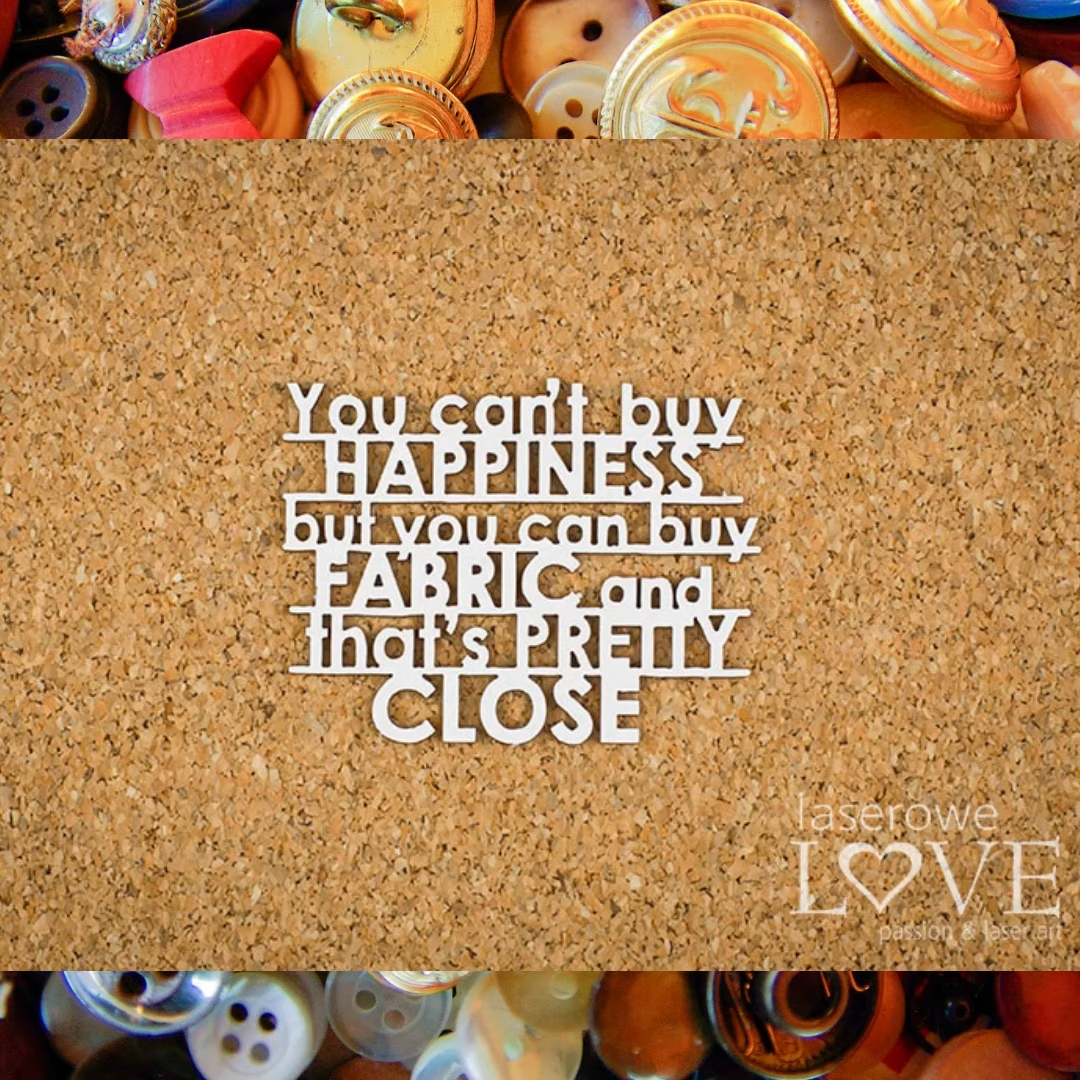 You can't buy
HAPPINESS
but you can buy
FABRIC and
that's PRETTY
CLOSE
laserowe
LOVE
passion & laser art